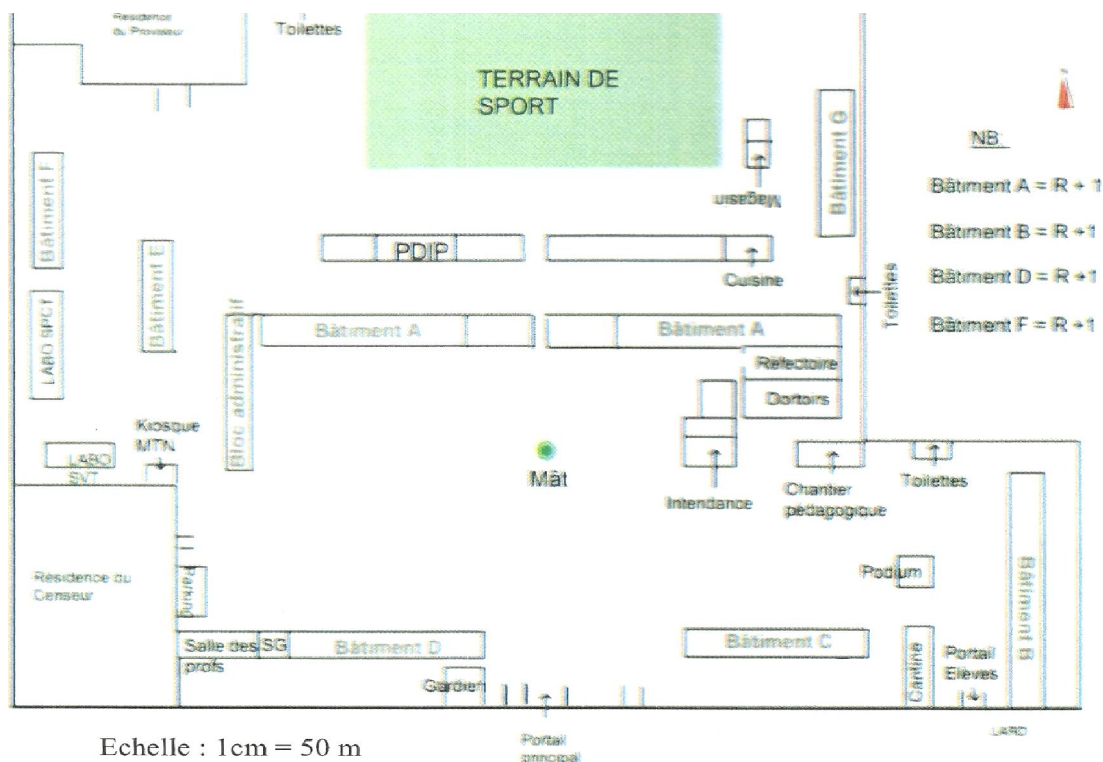 Résidence
du Proviseur
Toilettes
TERRAIN DE
SPORT
Bâtiment G
NB:
Bâtiment A = R + 1
Bâtiment B = R +1
Bâtiment D = R +1
Bâtiment F = R +1
Magasin
Bâtiment F
Bâtiment E
PDIP
Cuisine
Toilettes
LABO SPCT
Bloc administratif
Bâtiment A
Bâtiment A
Réfectoire
Dortoirs
Kiosque
MTN
LABO
SVT
Mât
Intendance
Chantier
pédagogique
Toilettes
Résidence du
Censeur
Parking
Podium
Bâtiment B
Salle des
profs
SG
Bâtiment D
Bâtiment C
Gardien
Cantine
Portail
Elèves
Portail
principal
Echelle : 1cm = 50 m